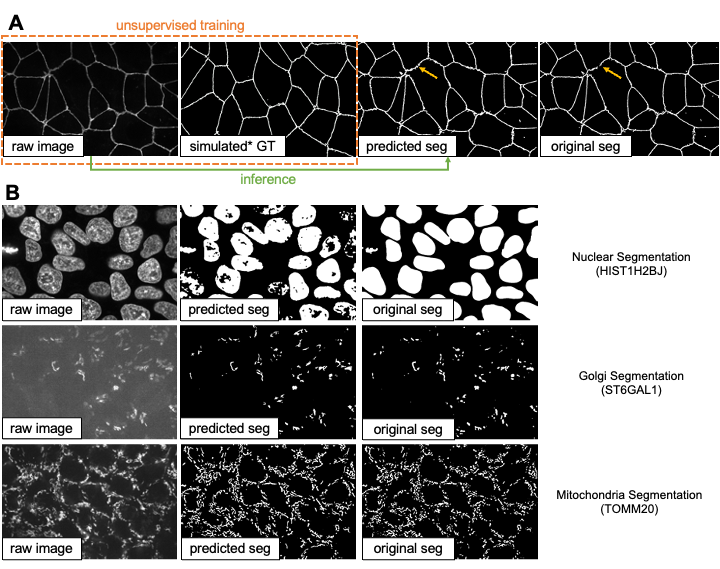 A
unsupervised training
raw image
simulated* GT
predicted seg
original seg
inference
B
raw image
predicted seg
original seg
Nuclear Segmentation
(HIST1H2BJ)
raw image
predicted seg
original seg
Golgi Segmentation
(ST6GAL1)
raw image
predicted seg
original seg
Mitochondria Segmentation
(TOMM20)